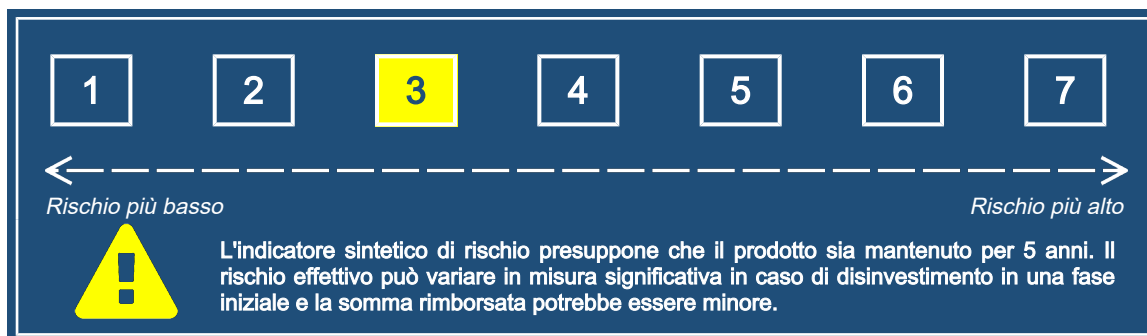 1 2 3 4 5 6 7
Rischio più basso Rischio più alto
L'indicatore sintetico di rischio presuppone che il prodotto sia mantenuto per 5 anni. Il
rischio effettivo può variare in misura significativa in caso di disinvestimento in una fase
iniziale e la somma rimborsata potrebbe essere minore.